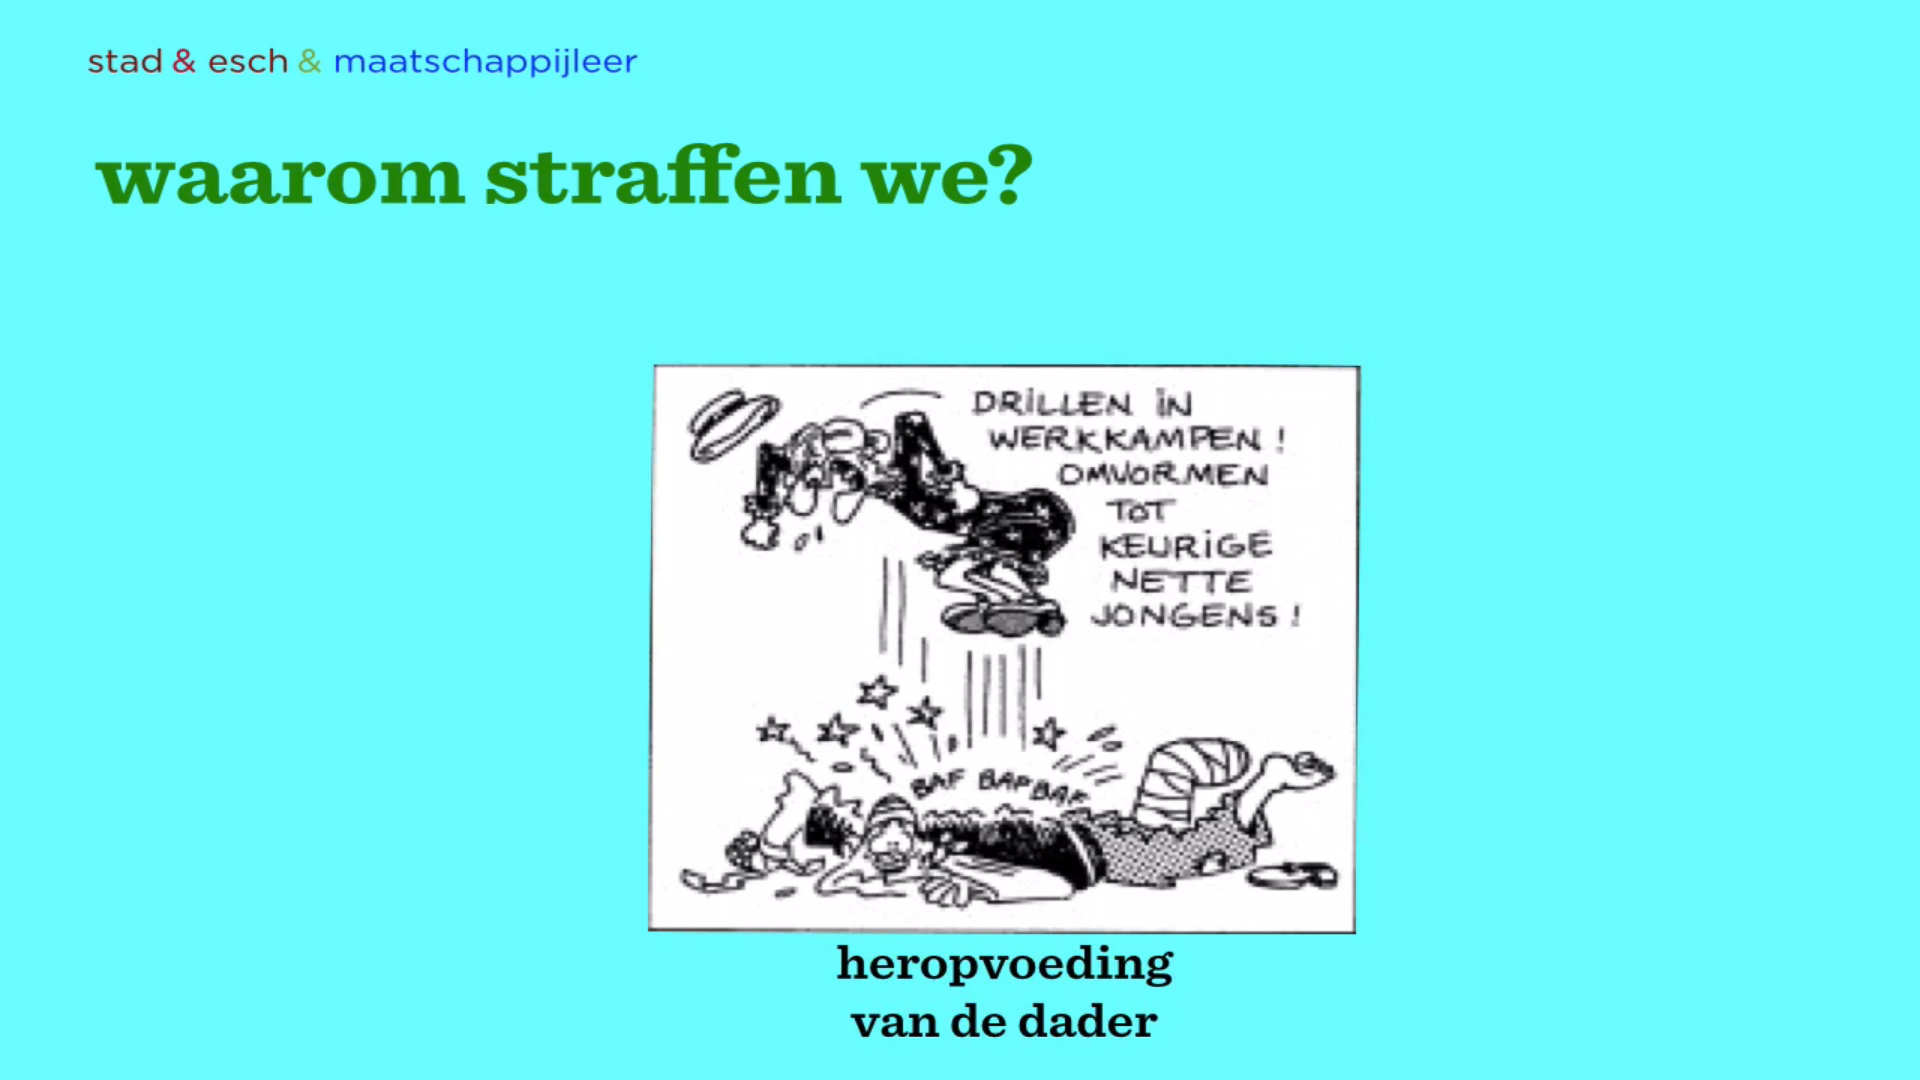 stad & esch & maatschappijleer
waarom straffen we?
DRILLEN IN
WERKKAMPEN!
OMVORMEN
TOT
KEURIGE
NETTE
JONGENS!
BAF BAF BAF
heropvoeding
van de dader